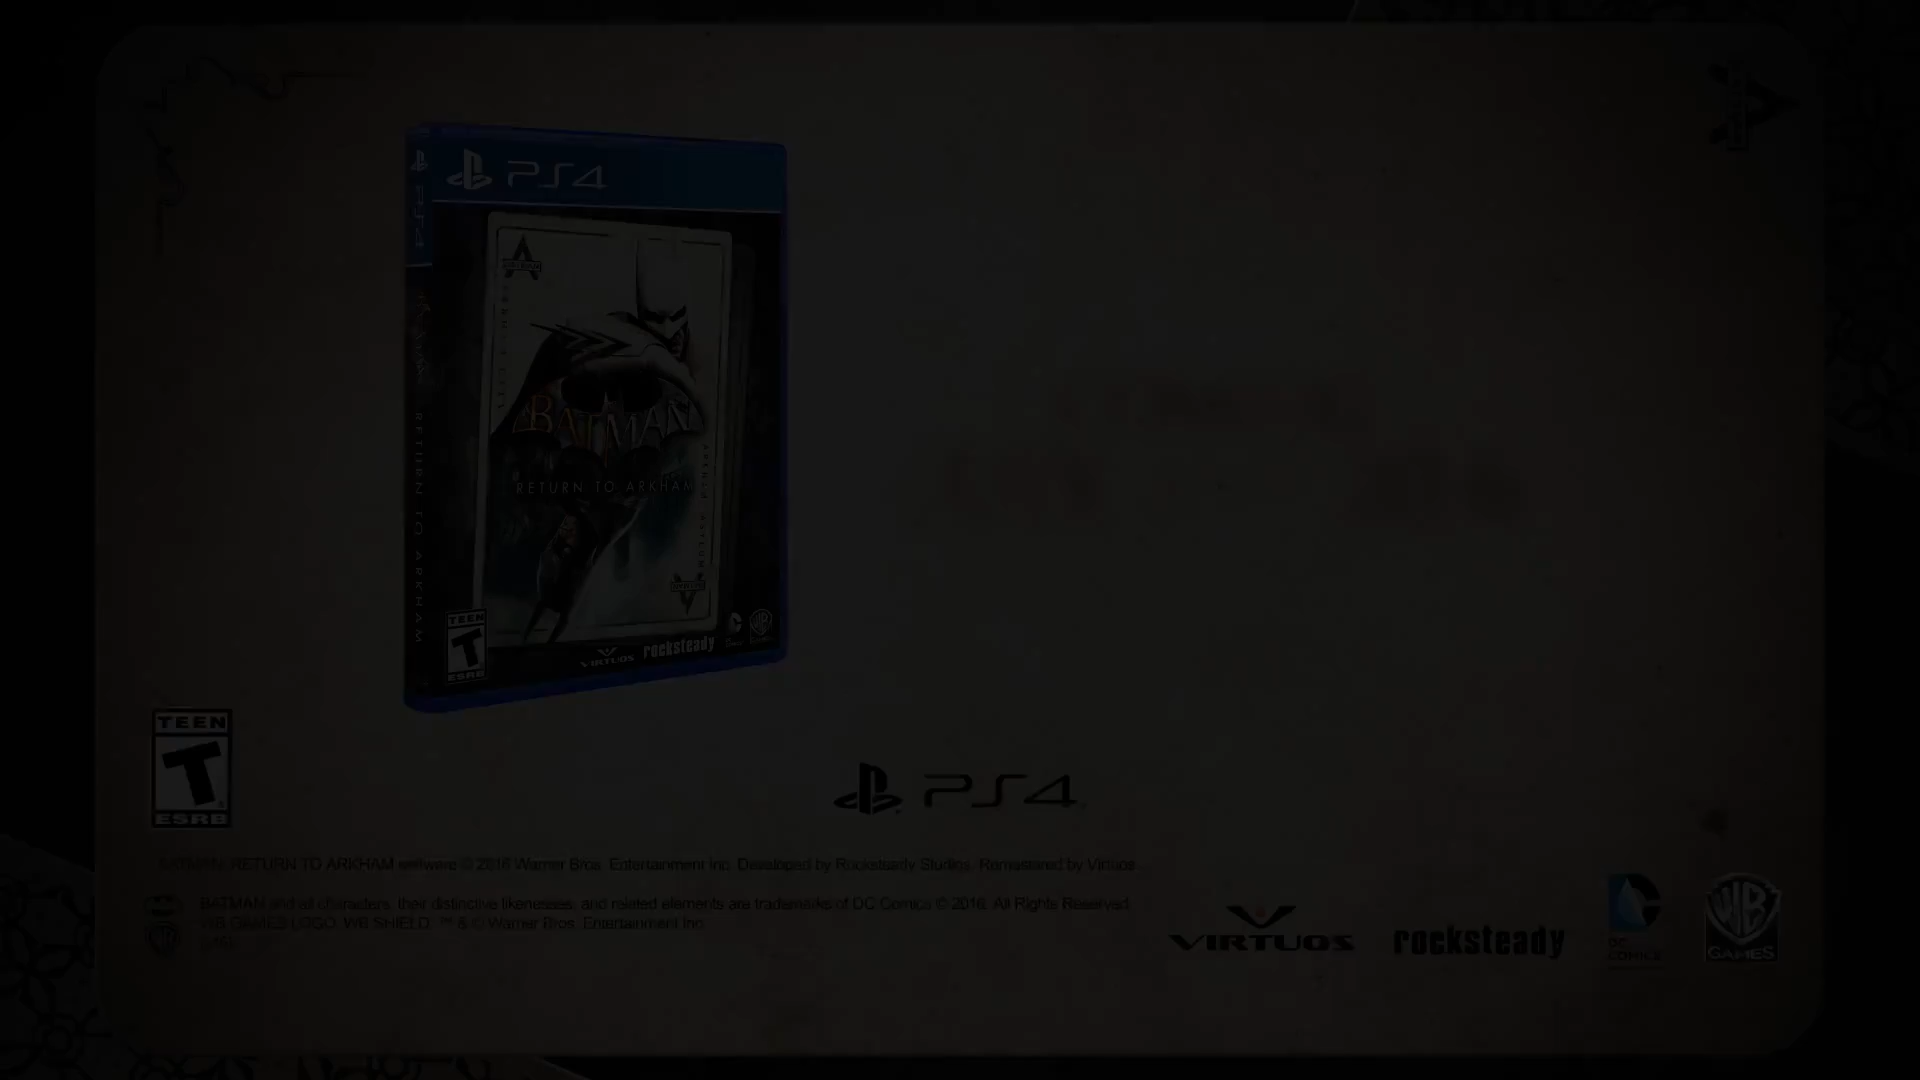 PS4
PS4
ARKHAM
BATMAN
RETURN TO ARKHAM
RETURN TO ARKHAM
TEEN
T
ESRB
VIRTUOS
rocksteady
WB
TEEN
T
ESRB
PS4
BATMAN: RETURN TO ARKHAM software © 2016 Warner Bros. Entertainment Inc. Developed by Rocksteady Studios. Remastered by Virtuos.
BATMAN and all characters, their distinctive likenesses, and related elements are trademarks of DC Comics © 2016. All Rights Reserved.
WB GAMES LOGO, WB SHIELD: ™ & © Warner Bros. Entertainment Inc.
VIRTUOS
rocksteady
DC
COMICS
WB
GAMES